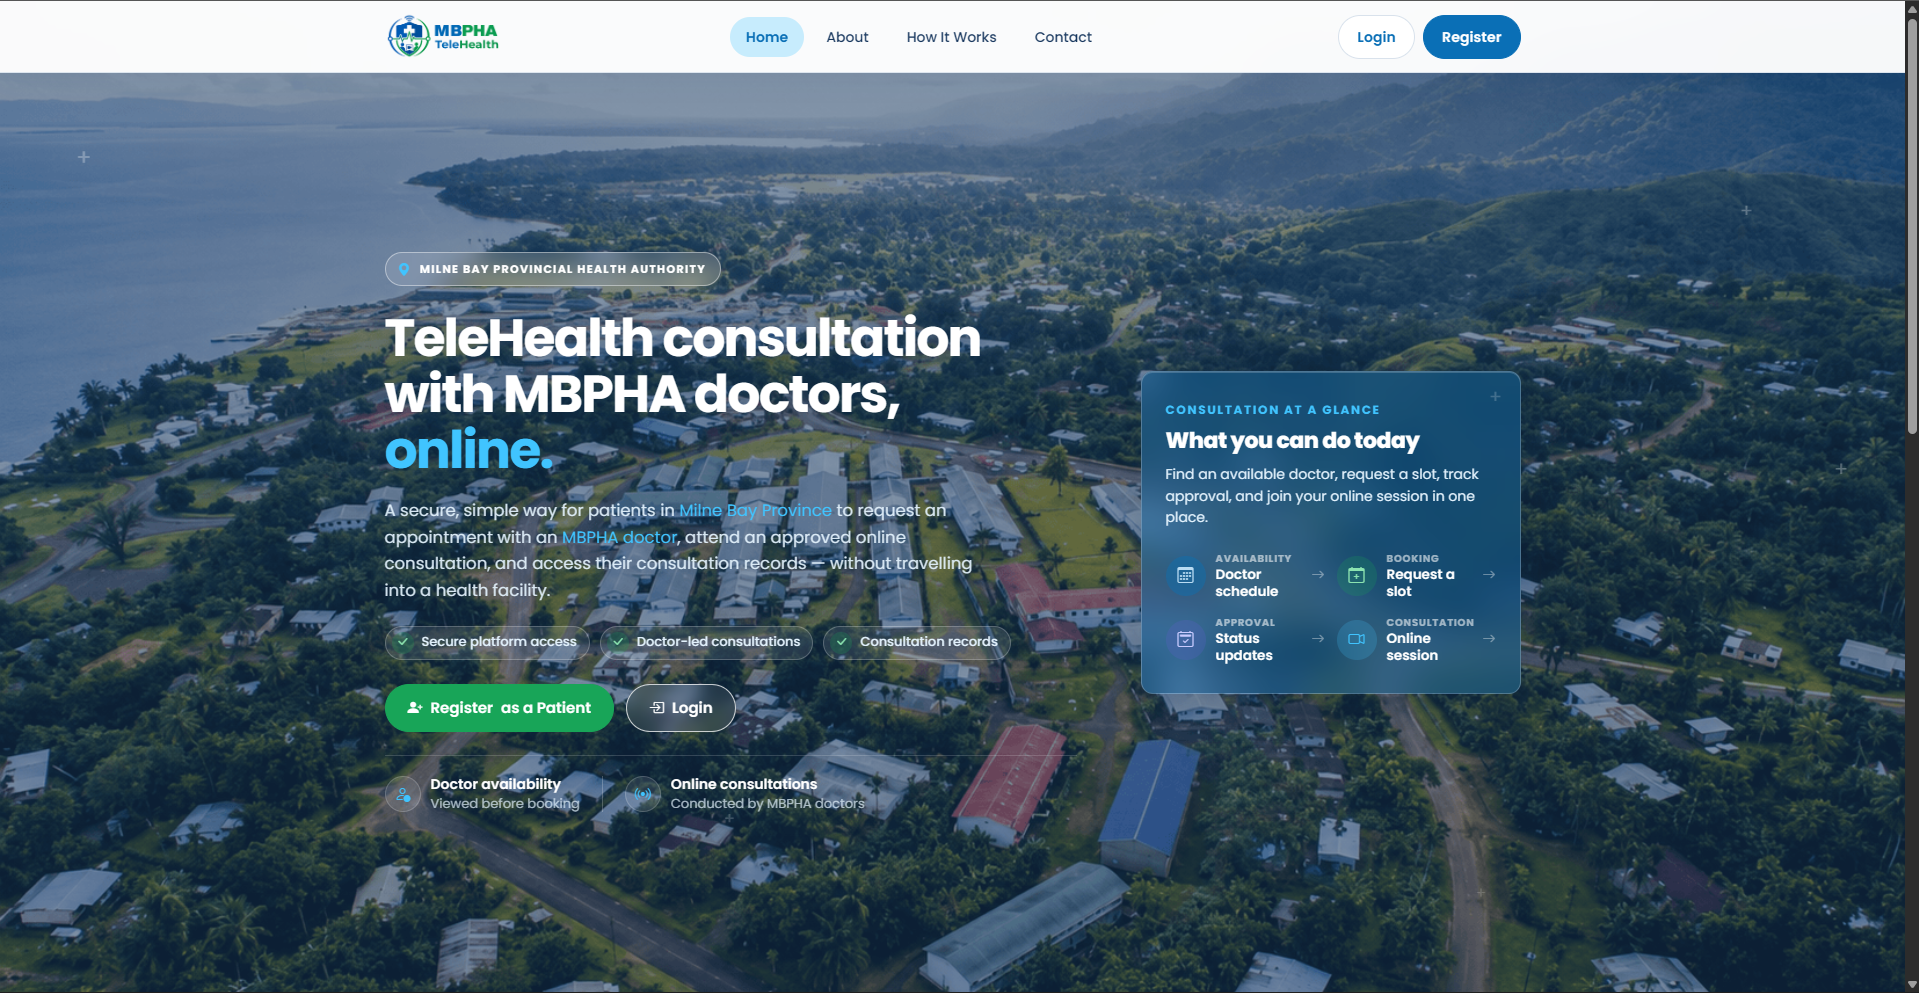 MBPHA
TeleHealth
Home
About
How It Works
Contact
Login
Register
MILNE BAY PROVINCIAL HEALTH AUTHORITY
TeleHealth consultation
with MBPHA doctors,
online.
A secure, simple way for patients in Milne Bay Province to request an
appointment with an MBPHA doctor, attend an approved online
consultation, and access their consultation records — without travelling
into a health facility.
Secure platform access
Doctor-led consultations
Consultation records
Register as a Patient
Login
Doctor availability
Viewed before booking
Online consultations
Conducted by MBPHA doctors
CONSULTATION AT A GLANCE
What you can do today
Find an available doctor, request a slot, track
approval, and join your online session in one
place.
AVAILABILITY
Doctor
schedule
BOOKING
Request a
slot
APPROVAL
Status
updates
CONSULTATION
Online
session